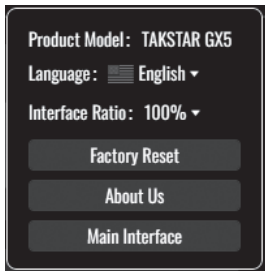 Product Model: TAKSTAR GX5
Language: English
Interface Ratio: 100%
Factory Reset
About Us
Main Interface